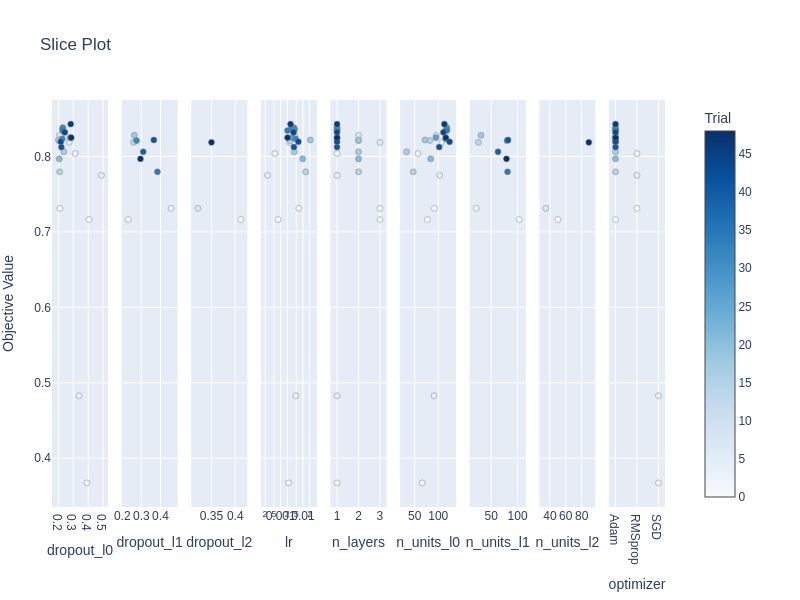 Slice Plot
Trial
Objective Value
0.8
0.7
0.6
0.5
0.4
45
40
35
30
25
20
15
10
5
0
0.2 0.3 0.4 0.5
0.2 0.3 0.4
0.35 0.4
0.01
1 2 3
50 100
50 100
40 60 80
Adam RMSprop SGD
dropout_l0 dropout_l1 dropout_l2 lr n_layers n_units_l0 n_units_l1 n_units_l2
optimizer